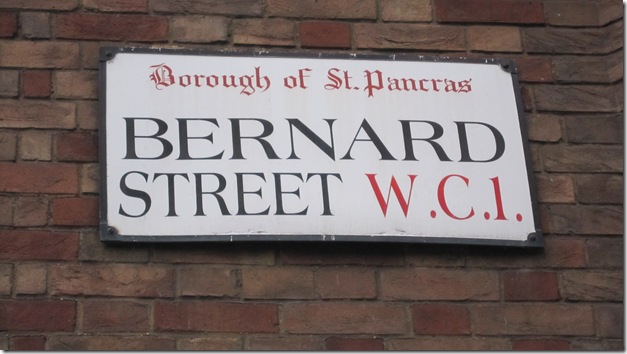 Borough of St. Pancras
BERNARD
STREET W.C.1.